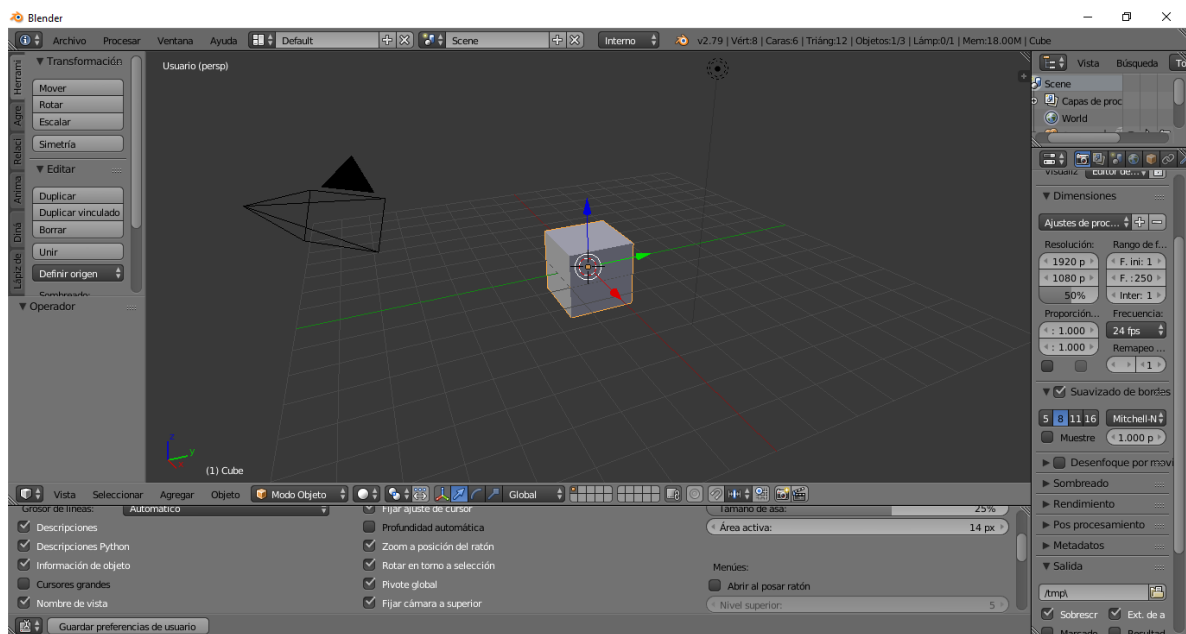 Blender
Archivo Procesar Ventana Ayuda Default Scene Interno v2.79 | Vért:8 | Caras:6 | Triáng:12 | Objetos:1/3 | Lámp:0/1 | Mem:18.00M | Cube
Herrami
Agre
Relaci
Anima
Diná
Lápiz de
Transformación
Mover
Rotar
Escalar
Simetría
Editar
Duplicar
Duplicar vinculado
Borrar
Unir
Definir origen
Sombreado:
Operador
Usuario (persp)
z
y
(1) Cube
Vista Búsqueda To
Scene
Capas de proc
World
Dimensiones
Ajustes de proc...
Resolución: Rango de f...
1920 p F. ini: 1
1080 p F. :250
50% Inter: 1
Proporción... Frecuencia:
: 1.000 24 fps
: 1.000 Remapeo ...
1
Suavizado de bordes
5 8 11 16 Mitchell-N
Muestre 1.000 p
Desenfoque por movi
Sombreado
Rendimiento
Pos procesamiento
Metadatos
Salida
/tmp\
Sobrescr Ext. de a
Vista Seleccionar Agregar Objeto Modo Objeto Global
Grosor de líneas: Automático Fijar ajuste de cursor Tamaño de asa: 25%
Descripciones Profundidad automática Área activa: 14 px
Descripciones Python Zoom a posición del ratón
Información de objeto Rotar en torno a selección Menúes:
Cursores grandes Pivote global Abrir al posar ratón
Nombre de vista Fijar cámara a superior Nivel superior: 5
Guardar preferencias de usuario